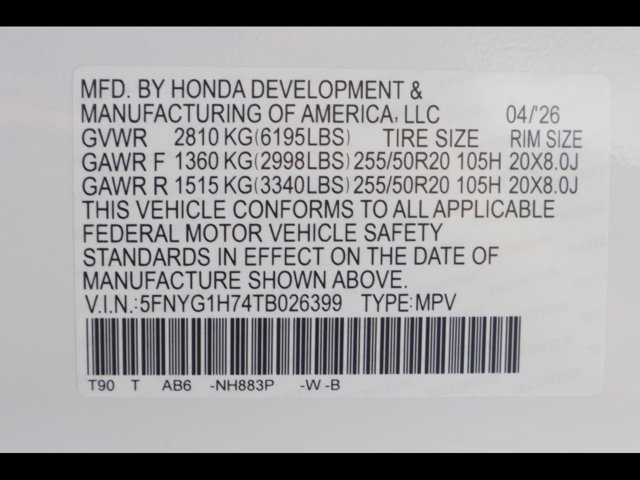 MFD. BY HONDA DEVELOPMENT &
MANUFACTURING OF AMERICA, LLC 04/'26
GVWR 2810 KG(6195LBS) TIRE SIZE RIM SIZE
GAWR F 1360 KG(2998LBS) 255/50R20 105H 20X8.0J
GAWR R 1515 KG(3340LBS) 255/50R20 105H 20X8.0J
THIS VEHICLE CONFORMS TO ALL APPLICABLE
FEDERAL MOTOR VEHICLE SAFETY
STANDARDS IN EFFECT ON THE DATE OF
MANUFACTURE SHOWN ABOVE.
V.I.N.:5FNYG1H74TB026399 TYPE:MPV
T90 T AB6 -NH883P -W -B